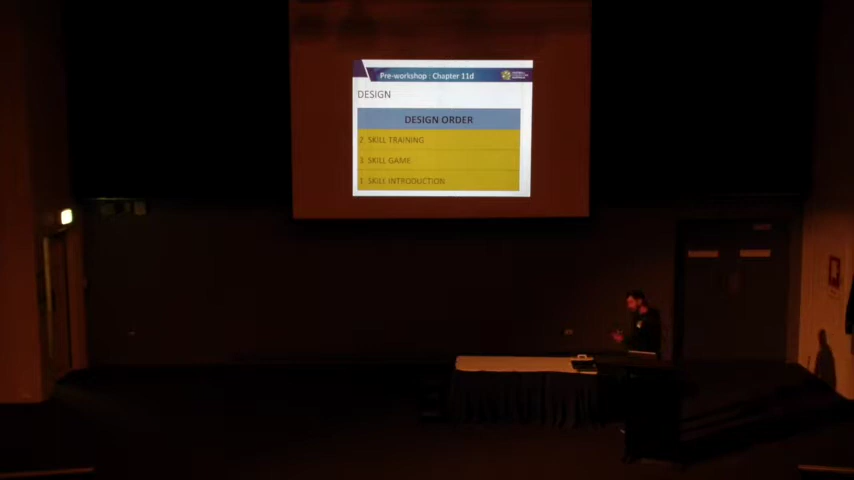 Pre-workshop : Chapter 11d
DESIGN
DESIGN ORDER
2 SKILL TRAINING
3 SKILL GAME
1 SKILL INTRODUCTION